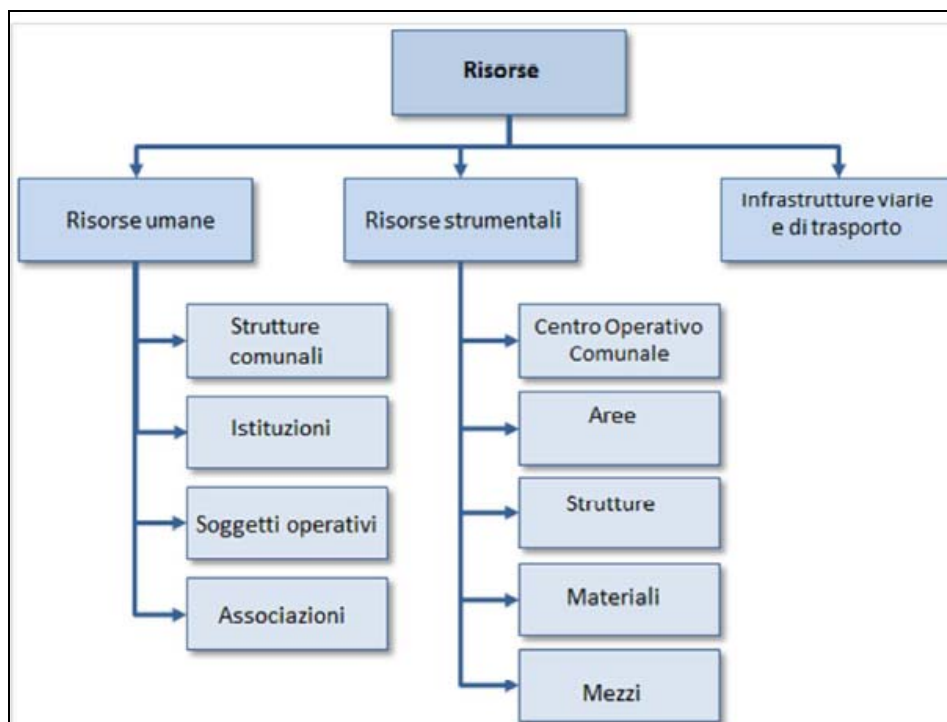 Risorse
Risorse umane
Risorse strumentali
Infrastrutture viarie
e di trasporto
Strutture
comunali
Istituzioni
Soggetti operativi
Associazioni
Centro Operativo
Comunale
Aree
Strutture
Materiali
Mezzi